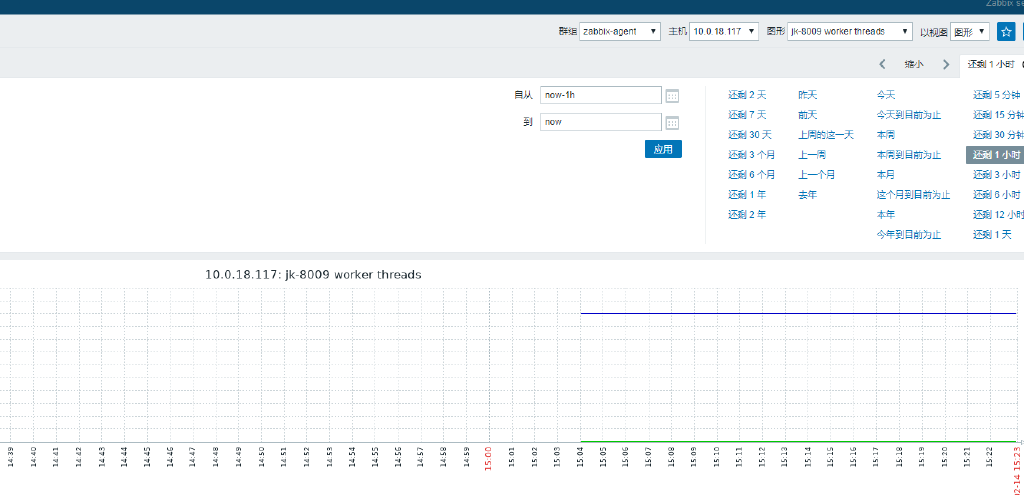 Zabbix se
群组 zabbix-agent 主机 10.0.18.117 图形 jk-8009 worker threads 以视图 图形
缩小 还剩 1 小时
自从 now-1h
到 now
应用
还剩 2 天 昨天 今天 还剩 5 分钟
还剩 7 天 前天 今天到目前为止 还剩 15 分钟
还剩 30 天 上周的这一天 本周 还剩 30 分钟
还剩 3 个月 上一周 本周到目前为止 还剩 1 小时
还剩 6 个月 上一个月 本月 还剩 3 小时
还剩 1 年 去年 这个月到目前为止 还剩 6 小时
还剩 2 年 本年 还剩 12 小时
今年到目前为止 还剩 1 天
10.0.18.117: jk-8009 worker threads
14:39 14:40 14:41 14:42 14:43 14:44 14:45 14:46 14:47 14:48 14:49 14:50 14:51 14:52 14:53 14:54 14:55 14:56 14:57 14:58 14:59 15:00 15:01 15:02 15:03 15:04 15:05 15:06 15:07 15:08 15:09 15:10 15:11 15:12 15:13 15:14 15:15 15:16 15:17 15:18 15:19 15:20 15:21 15:22 2-14 15:23